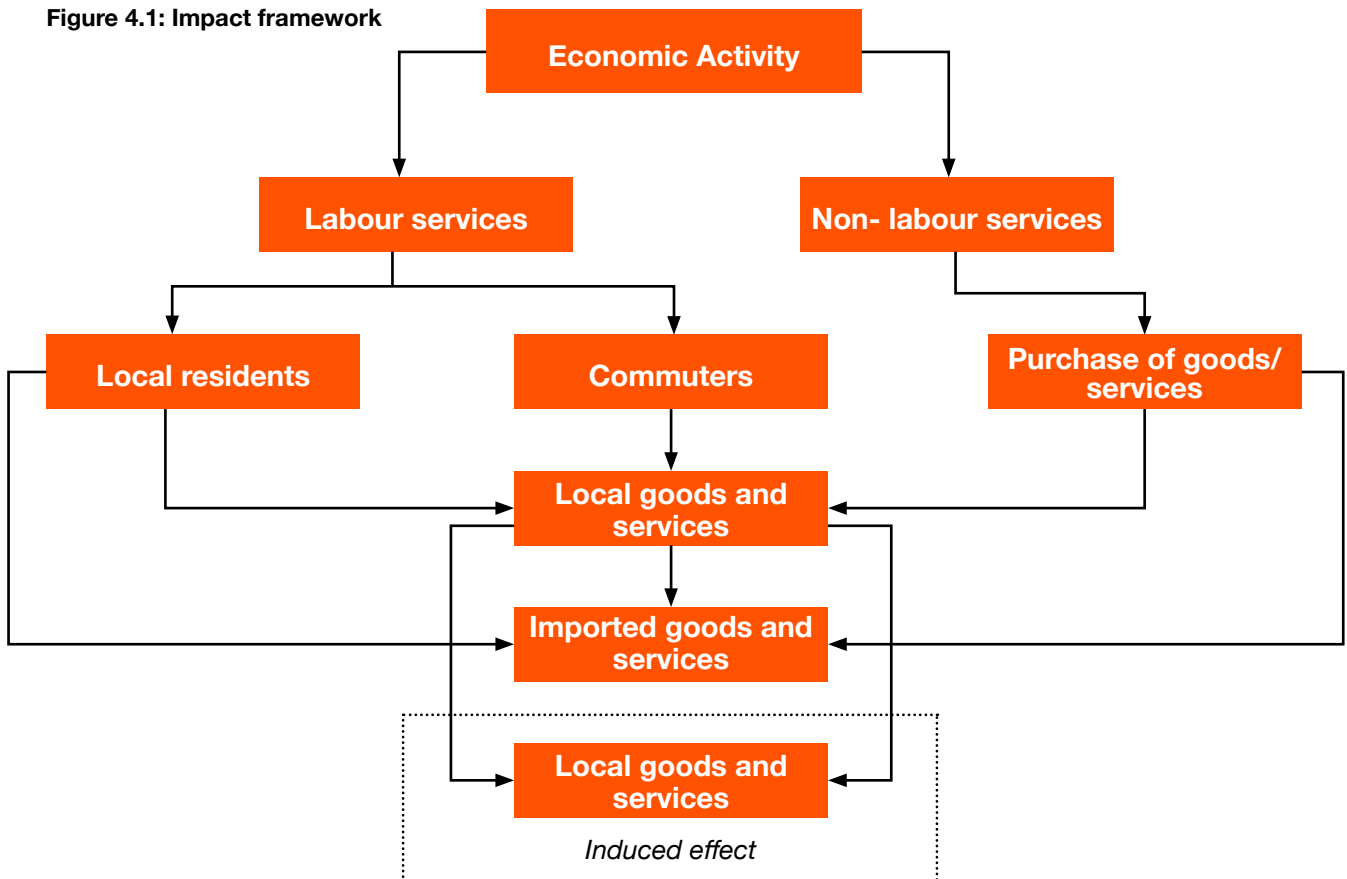 Figure 4.1: Impact framework
Economic Activity
Labour services
Non- labour services
Local residents
Commuters
Purchase of goods/
services
Local goods and
services
Imported goods and
services
Local goods and
services
Induced effect